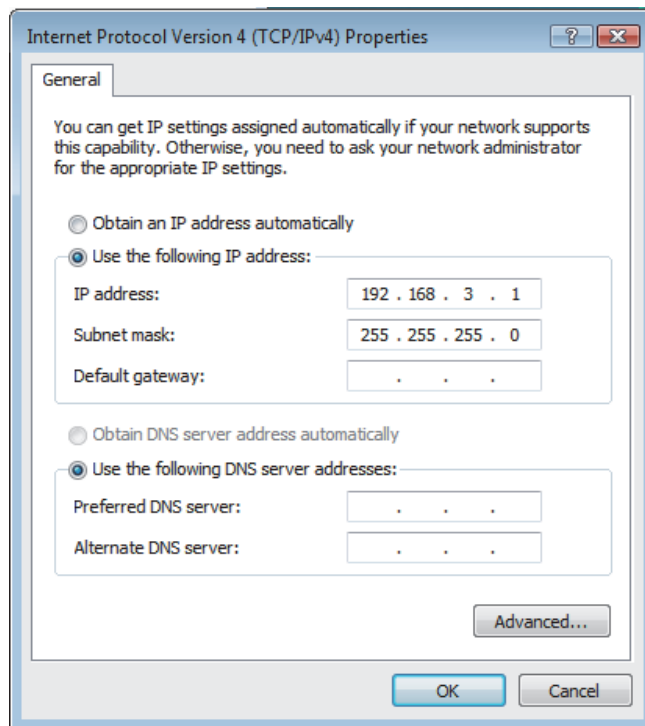 Internet Protocol Version 4 (TCP/IPv4) Properties
General
You can get IP settings assigned automatically if your network supports
this capability. Otherwise, you need to ask your network administrator
for the appropriate IP settings.
Obtain an IP address automatically
Use the following IP address:
IP address: 192 . 168 . 3 . 1
Subnet mask: 255 . 255 . 255 . 0
Default gateway: . . .
Obtain DNS server address automatically
Use the following DNS server addresses:
Preferred DNS server: . . .
Alternate DNS server: . . .
Advanced...
OK Cancel